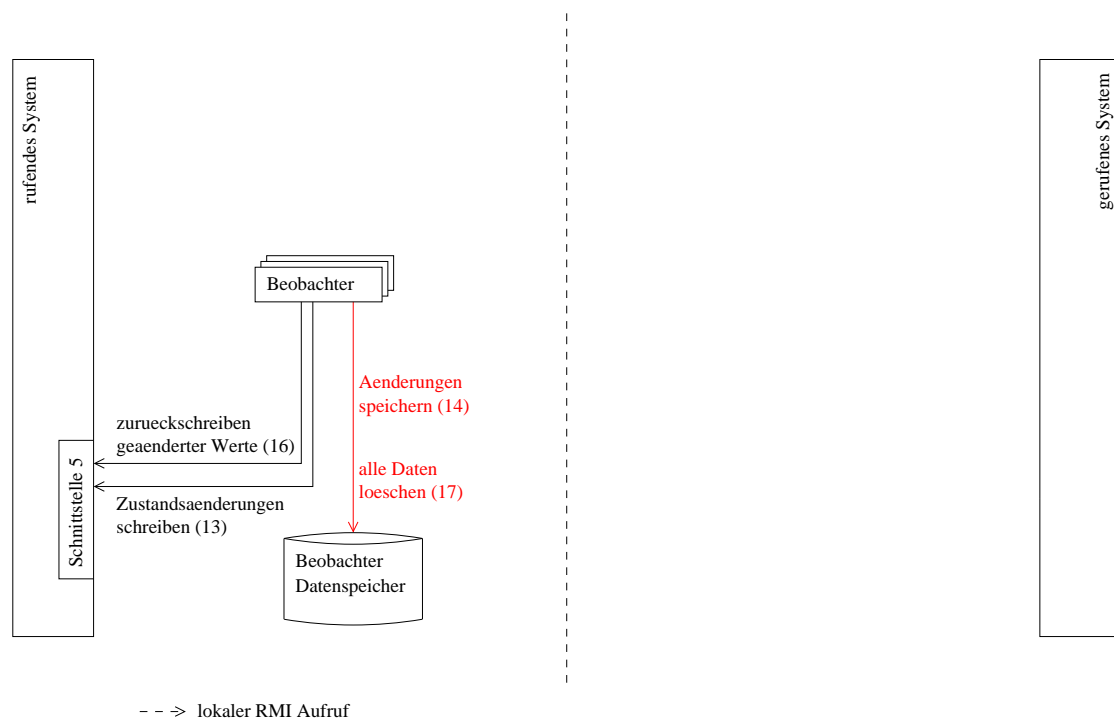 rufendes System
gerufenes System
Beobachter
Aenderungen
speichern (14)
zurueckschreiben
geaenderter Werte (16)
alle Daten
loeschen (17)
Schnittstelle 5
Zustandsaenderungen
schreiben (13)
Beobachter
Datenspeicher
lokaler RMI Aufruf